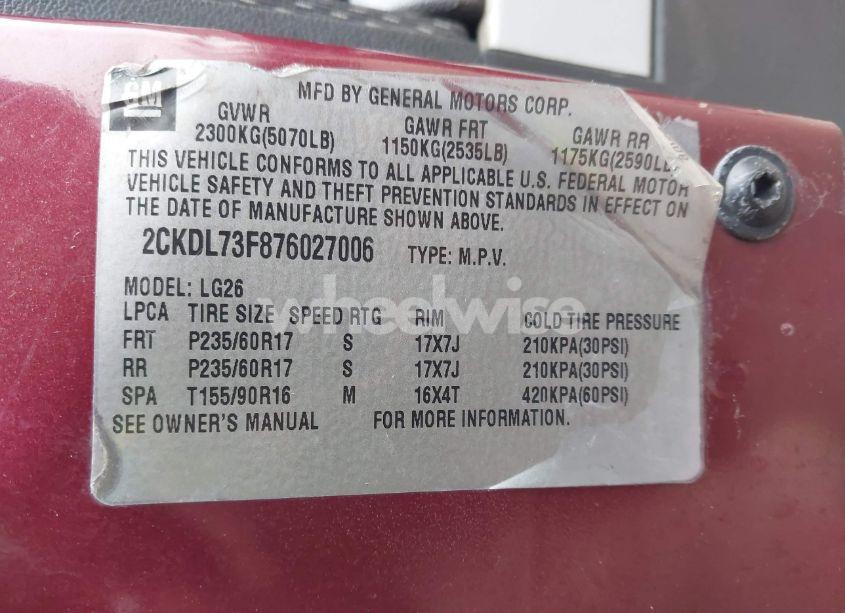 GM
MFD BY GENERAL MOTORS CORP.
GVWR GAWR FRT GAWR RR
2300KG(5070LB) 1150KG(2535LB) 1175KG(2590LB)
THIS VEHICLE CONFORMS TO ALL APPLICABLE U.S. FEDERAL MOTOR
VEHICLE SAFETY AND THEFT PREVENTION STANDARDS IN EFFECT ON
THE DATE OF MANUFACTURE SHOWN ABOVE.
2CKDL73F876027006 TYPE: M.P.V.
MODEL: LG26
wheelwise
LPCA TIRE SIZE SPEED RTG RIM COLD TIRE PRESSURE
FRT P235/60R17 S 17X7J 210KPA(30PSI)
RR P235/60R17 S 17X7J 210KPA(30PSI)
SPA T155/90R16 M 16X4T 420KPA(60PSI)
SEE OWNER'S MANUAL FOR MORE INFORMATION.